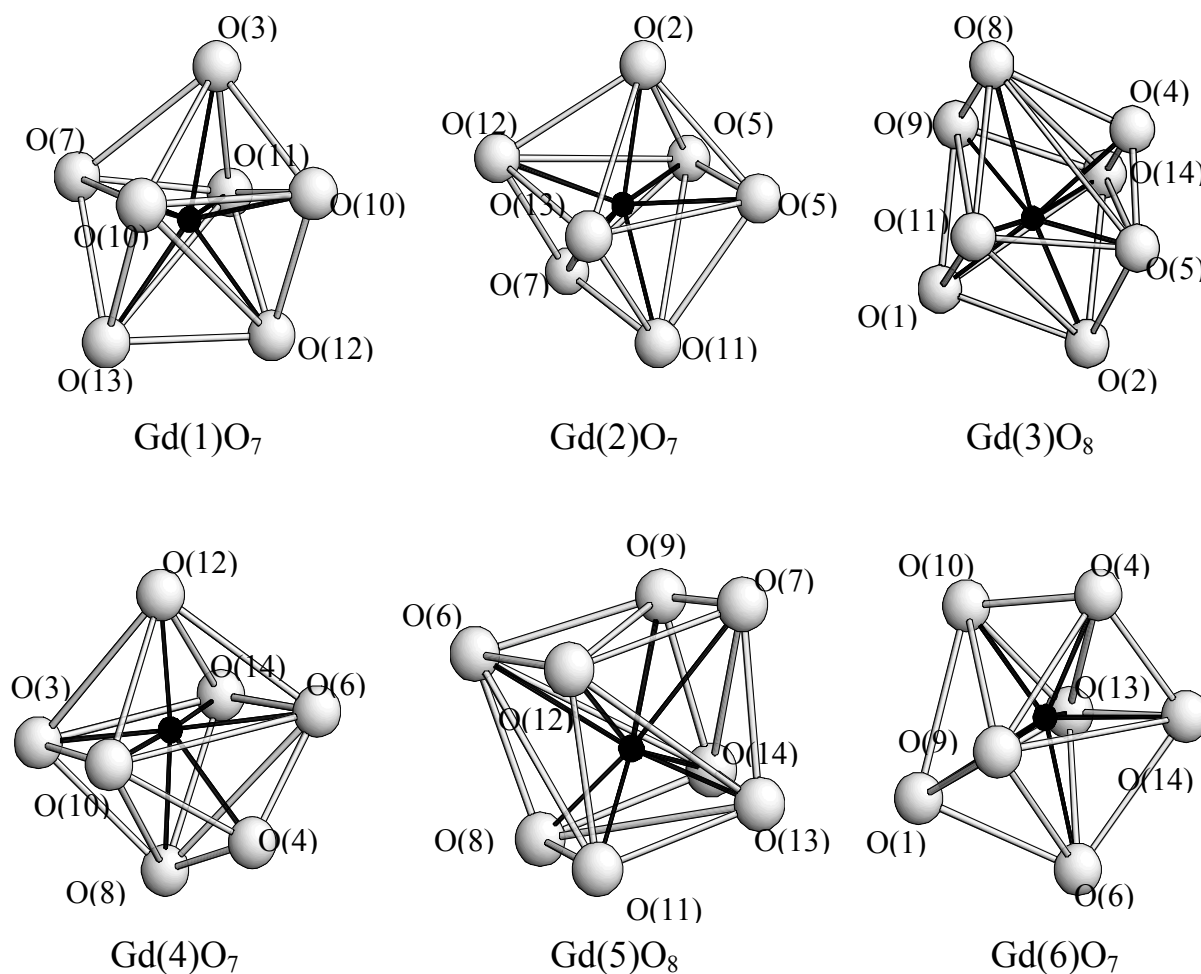 O(3)
O(7)
O(11)
O(10)
O(10)
O(13)
O(12)
Gd(1)O₇
O(2)
O(12)
O(5)
O(13)
O(5)
O(7)
O(11)
Gd(2)O₇
O(8)
O(4)
O(9)
O(14)
O(11)
O(5)
O(1)
O(2)
Gd(3)O₈
O(12)
O(14)
O(3)
O(6)
O(10)
O(4)
O(8)
Gd(4)O₇
O(9)
O(7)
O(6)
O(12)
O(14)
O(8)
O(13)
O(11)
Gd(5)O₈
O(10)
O(4)
O(13)
O(9)
O(14)
O(1)
O(6)
Gd(6)O₇